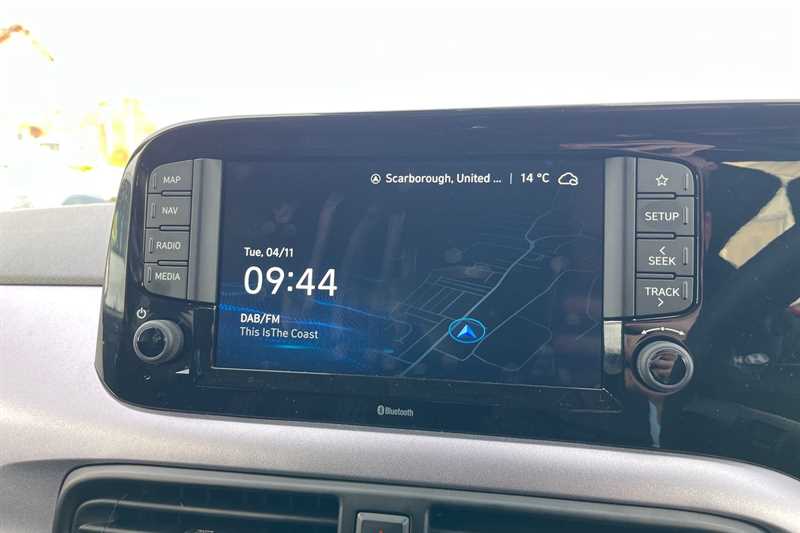 MAP
NAV
RADIO
MEDIA
Scarborough, United ... | 14 °C
Tue, 04/11
09:44
DAB/FM
This IsThe Coast
SETUP
SEEK
TRACK
Bluetooth